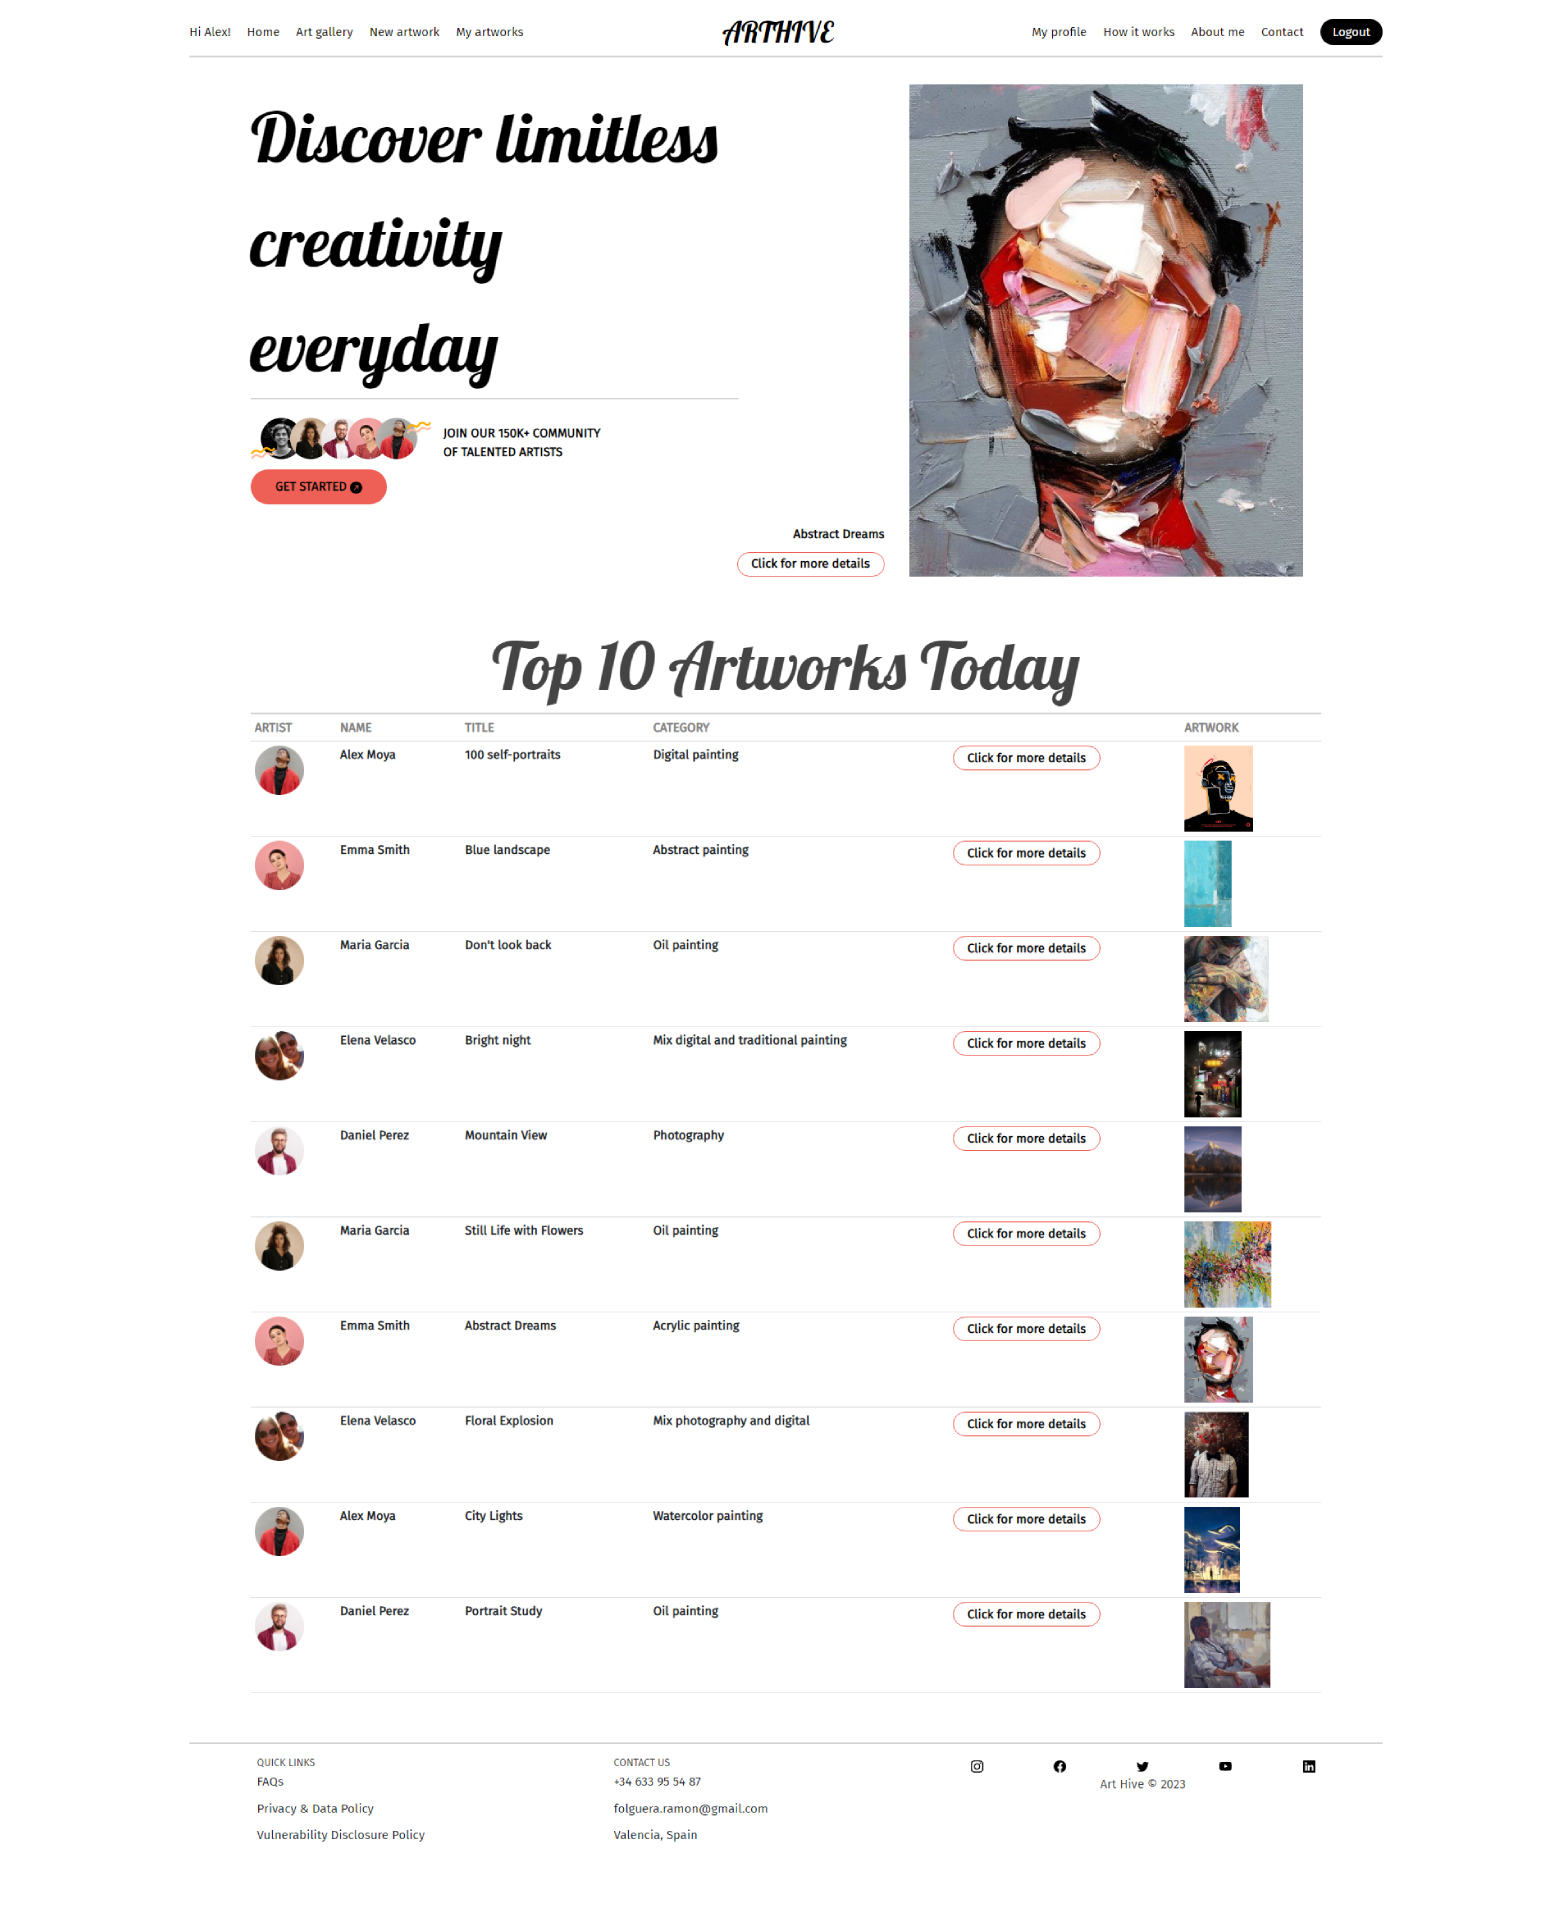 Hi Alex! Home Art gallery New artwork My artworks ARTHIVE My profile How it works About me Contact Logout
Discover limitless
creativity
everyday
JOIN OUR 150K+ COMMUNITY
OF TALENTED ARTISTS
GET STARTED
Abstract Dreams
Click for more details
Top 10 Artworks Today
ARTIST NAME TITLE CATEGORY ARTWORK
Alex Moya 100 self-portraits Digital painting Click for more details
Emma Smith Blue landscape Abstract painting Click for more details
Maria Garcia Don't look back Oil painting Click for more details
Elena Velasco Bright night Mix digital and traditional painting Click for more details
Daniel Perez Mountain View Photography Click for more details
Maria Garcia Still Life with Flowers Oil painting Click for more details
Emma Smith Abstract Dreams Acrylic painting Click for more details
Elena Velasco Floral Explosion Mix photography and digital Click for more details
Alex Moya City Lights Watercolor painting Click for more details
Daniel Perez Portrait Study Oil painting Click for more details
QUICK LINKS
FAQs
Privacy & Data Policy
Vulnerability Disclosure Policy
CONTACT US
+34 633 95 54 87
folguera.ramon@gmail.com
Valencia, Spain
Art Hive © 2023